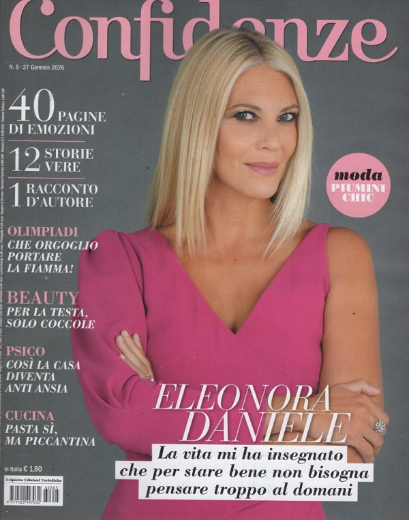 Confidenze
N. 5 - 27 Gennaio 2026
40 PAGINE
DI EMOZIONI
12 STORIE
VERE
1 RACCONTO
D'AUTORE
moda
PIUMINI
CHIC
OLIMPIADI
CHE ORGOGLIO
PORTARE
LA FIAMMA!
BEAUTY
PER LA TESTA,
SOLO COCCOLE
PSICO
COSÌ LA CASA
DIVENTA
ANTI ANSIA
CUCINA
PASTA SÌ,
MA PICCANTINA
ELEONORA
DANIELE
La vita mi ha insegnato
che per stare bene non bisogna
pensare troppo al domani
in Italia € 1,80